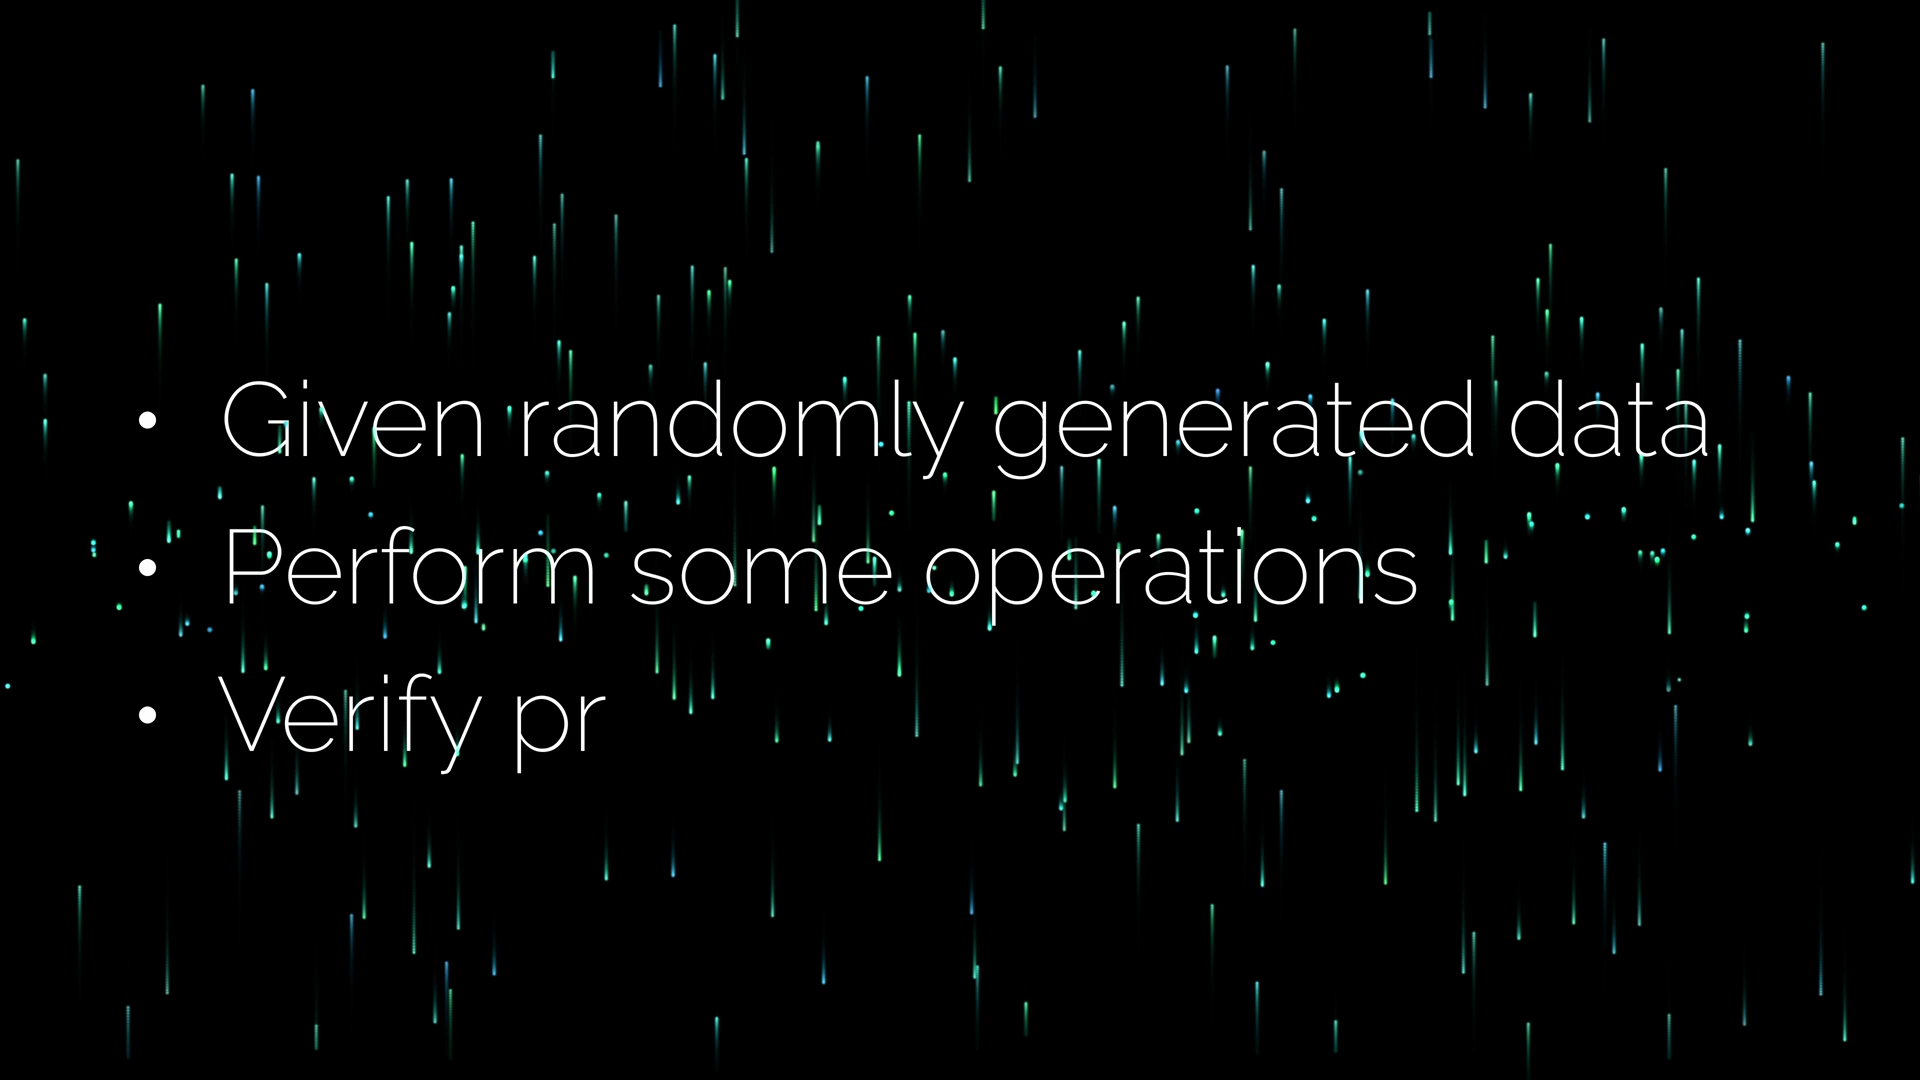 • Given randomly generated data
• Perform some operations
• Verify pr